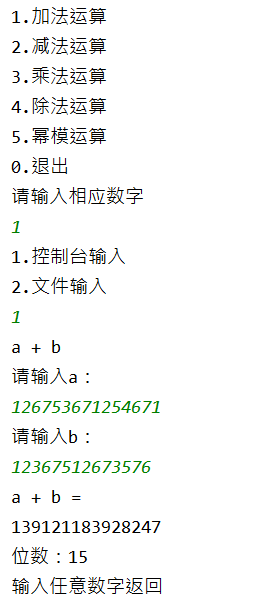 1.加法运算
2.减法运算
3.乘法运算
4.除法运算
5.幂模运算
0.退出
请输入相应数字
1
1.控制台输入
2.文件输入
1
a + b
请输入a：
126753671254671
请输入b：
12367512673576
a + b =
139121183928247
位数：15
输入任意数字返回